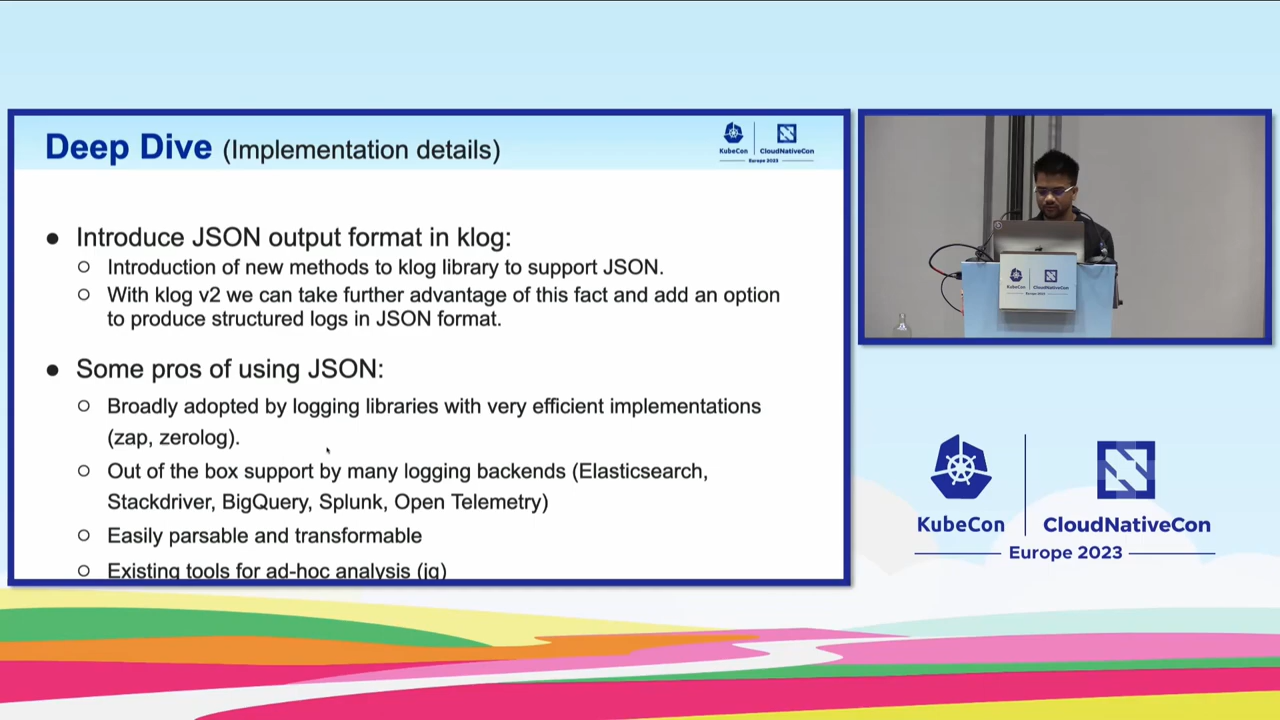 Deep Dive (Implementation details)
KubeCon
CloudNativeCon
Europe 2023
● Introduce JSON output format in klog:
○ Introduction of new methods to klog library to support JSON.
○ With klog v2 we can take further advantage of this fact and add an option
to produce structured logs in JSON format.
● Some pros of using JSON:
○ Broadly adopted by logging libraries with very efficient implementations
(zap, zerolog).
○ Out of the box support by many logging backends (Elasticsearch,
Stackdriver, BigQuery, Splunk, Open Telemetry)
○ Easily parsable and transformable
○ Existing tools for ad-hoc analysis (jq)
KubeCon
CloudNativeCon
Europe 2023
KubeCon
CloudNativeCon
Europe 2023